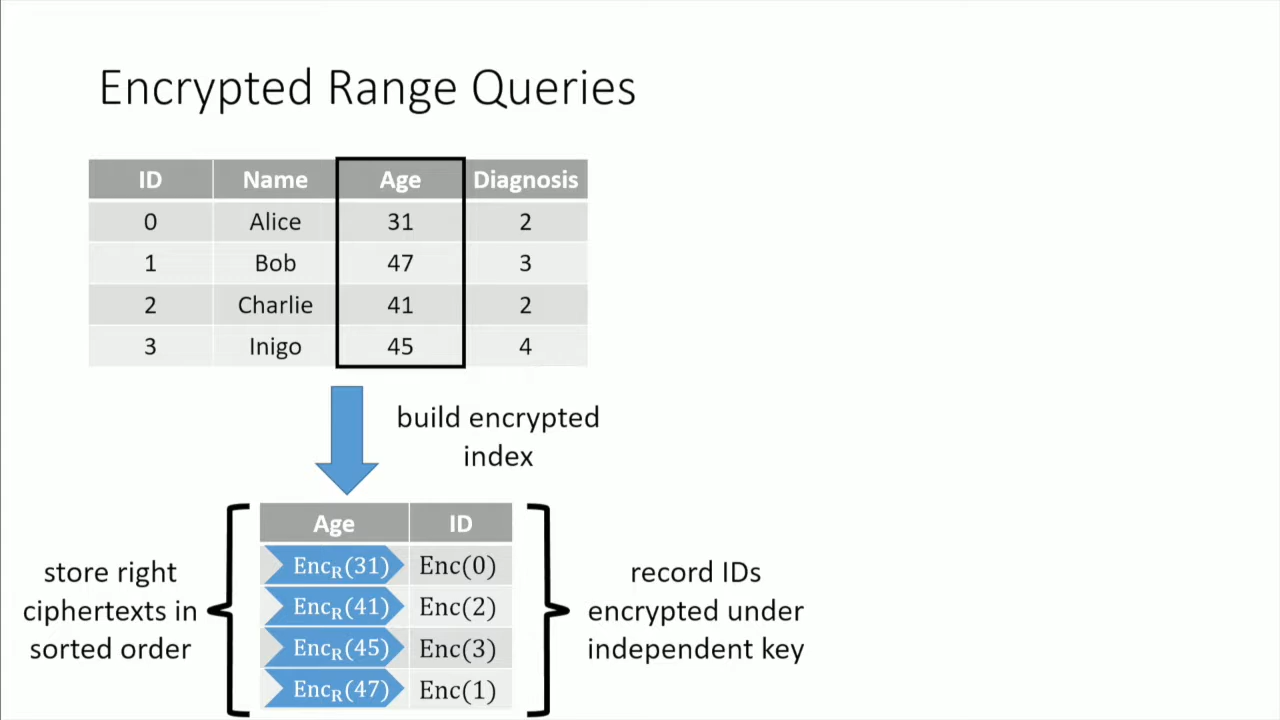 Encrypted Range Queries
ID Name Age Diagnosis
0 Alice 31 2
1 Bob 47 3
2 Charlie 41 2
3 Inigo 45 4
build encrypted
index
store right
ciphertexts in
sorted order
Age ID
Enc_R(31) Enc(0)
Enc_R(41) Enc(2)
Enc_R(45) Enc(3)
Enc_R(47) Enc(1)
record IDs
encrypted under
independent key